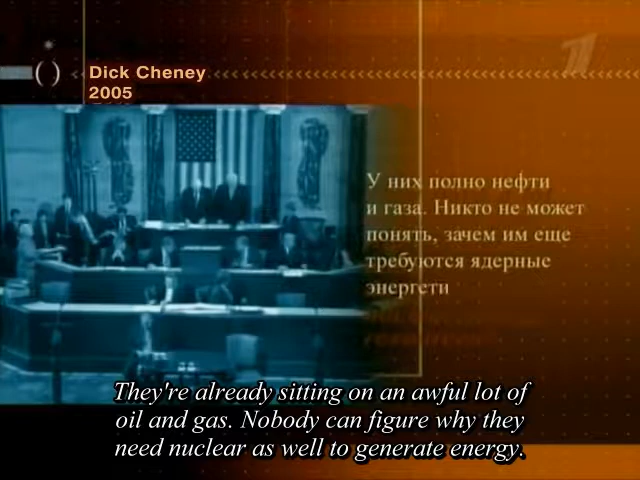 Dick Cheney
2005
У них полно нефти
и газа. Никто не может
понять, зачем им еще
требуются ядерные
энергети
They're already sitting on an awful lot of
oil and gas. Nobody can figure why they
need nuclear as well to generate energy.